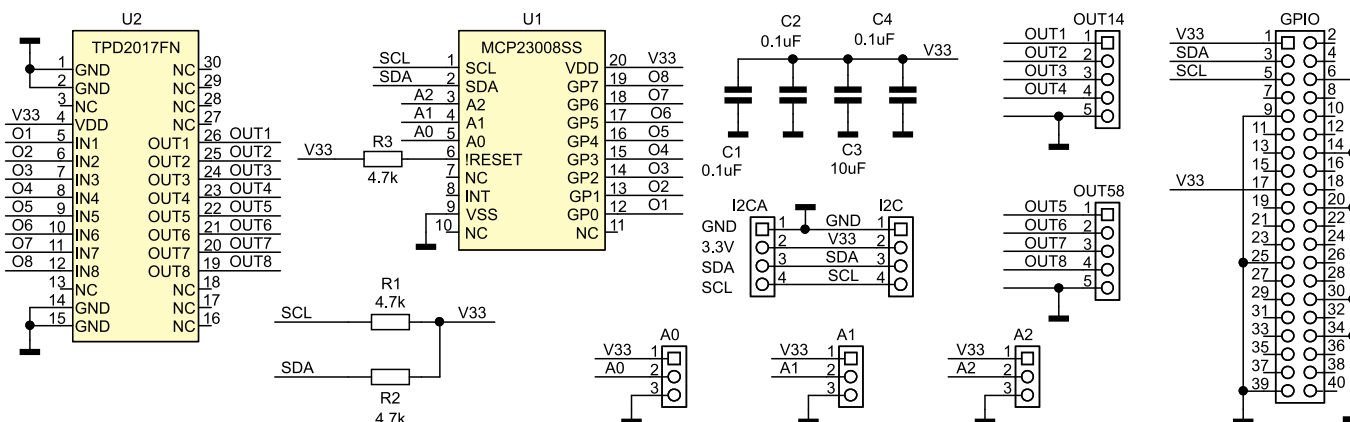 U2
TPD2017FN
1 GND NC 30
2 GND NC 29
3 NC NC 28
V33 4 VDD NC 27
O1 5 IN1 OUT1 26 OUT1
O2 6 IN2 OUT2 25 OUT2
O3 7 IN3 OUT3 24 OUT3
O4 8 IN4 OUT4 23 OUT4
O5 9 IN5 OUT5 22 OUT5
O6 10 IN6 OUT6 21 OUT6
O7 11 IN7 OUT7 20 OUT7
O8 12 IN8 OUT8 19 OUT8
13 NC NC 18
14 GND NC 17
15 GND NC 16
U1
MCP23008SS
SCL 1 SCL VDD 20 V33
SDA 2 SDA GP7 19 O8
A2 3 A2 GP6 18 O7
A1 4 A1 GP5 17 O6
A0 5 A0 GP4 16 O5
V33 R3 4.7k 6 !RESET GP3 15 O4
7 NC GP2 14 O3
8 INT GP1 13 O2
9 VSS GP0 12 O1
10 NC NC 11
R1
4.7k
SCL V33
SDA
R2
4.7k
C2 C4
0.1uF 0.1uF
V33
C1 C3
0.1uF 10uF
I2CA I2C
GND 1 GND 1
3.3V 2 V33 2
SDA 3 SDA 3
SCL 4 SCL 4
A0
V33 1
A0 2
3
A1
V33 1
A1 2
3
A2
V33 1
A2 2
3
OUT14
OUT1 1
OUT2 2
OUT3 3
OUT4 4
5
OUT58
OUT5 1
OUT6 2
OUT7 3
OUT8 4
5
GPIO
V33 1 2
SDA 3 4
SCL 5 6
7 8
9 10
11 12
13 14
15 16
V33 17 18
19 20
21 22
23 24
25 26
27 28
29 30
31 32
33 34
35 36
37 38
39 40